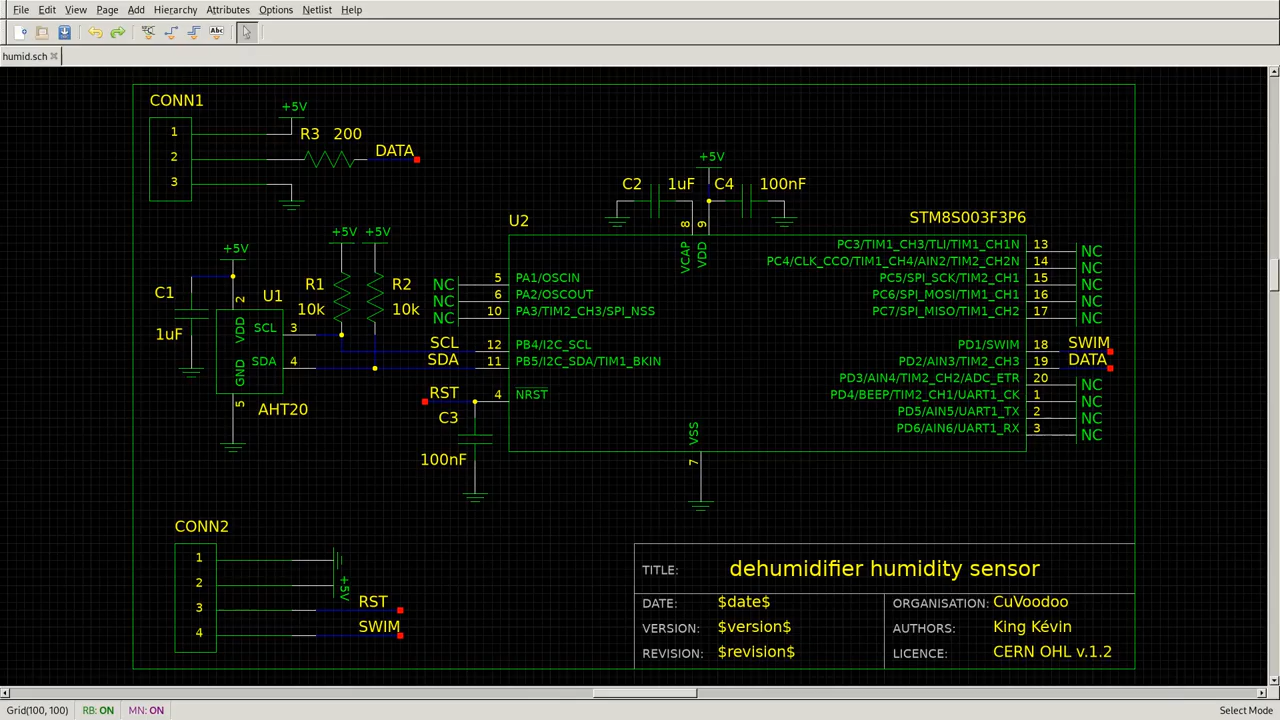 File Edit View Page Add Hierarchy Attributes Options Netlist Help
Abc
humid.sch
CONN1
1
2
3
+5V
R3 200
DATA
+5V
C2 1uF C4 100nF
U2
STM8S003F3P6
8 VCAP
9 VDD
NC 5 PA1/OSCIN
NC 6 PA2/OSCOUT
NC 10 PA3/TIM2_CH3/SPI_NSS
SCL 12 PB4/I2C_SCL
SDA 11 PB5/I2C_SDA/TIM1_BKIN
RST 4 NRST
C3
100nF
VSS
7
PC3/TIM1_CH3/TLI/TIM1_CH1N 13 NC
PC4/CLK_CCO/TIM1_CH4/AIN2/TIM1_CH2N 14 NC
PC5/SPI_SCK/TIM2_CH1 15 NC
PC6/SPI_MOSI/TIM1_CH1 16 NC
PC7/SPI_MISO/TIM1_CH2 17 NC
PD1/SWIM 18 SWIM
PD2/AIN3/TIM2_CH3 19 DATA
PD3/AIN4/TIM2_CH2/ADC_ETR 20 NC
PD4/BEEP/TIM2_CH1/UART1_CK 1 NC
PD5/AIN5/UART1_TX 2 NC
PD6/AIN6/UART1_RX 3 NC
+5V
+5V +5V
C1
1uF
U1
2
VDD
SCL 3
SDA 4
GND
5
AHT20
R1
10k
R2
10k
CONN2
1
2
3
4
+5V
RST
SWIM
TITLE: dehumidifier humidity sensor
DATE: $date$
VERSION: $version$
REVISION: $revision$
ORGANISATION: CuVoodoo
AUTHORS: King Kévin
LICENCE: CERN OHL v.1.2
Grid(100, 100) RB: ON MN: ON
Select Mode